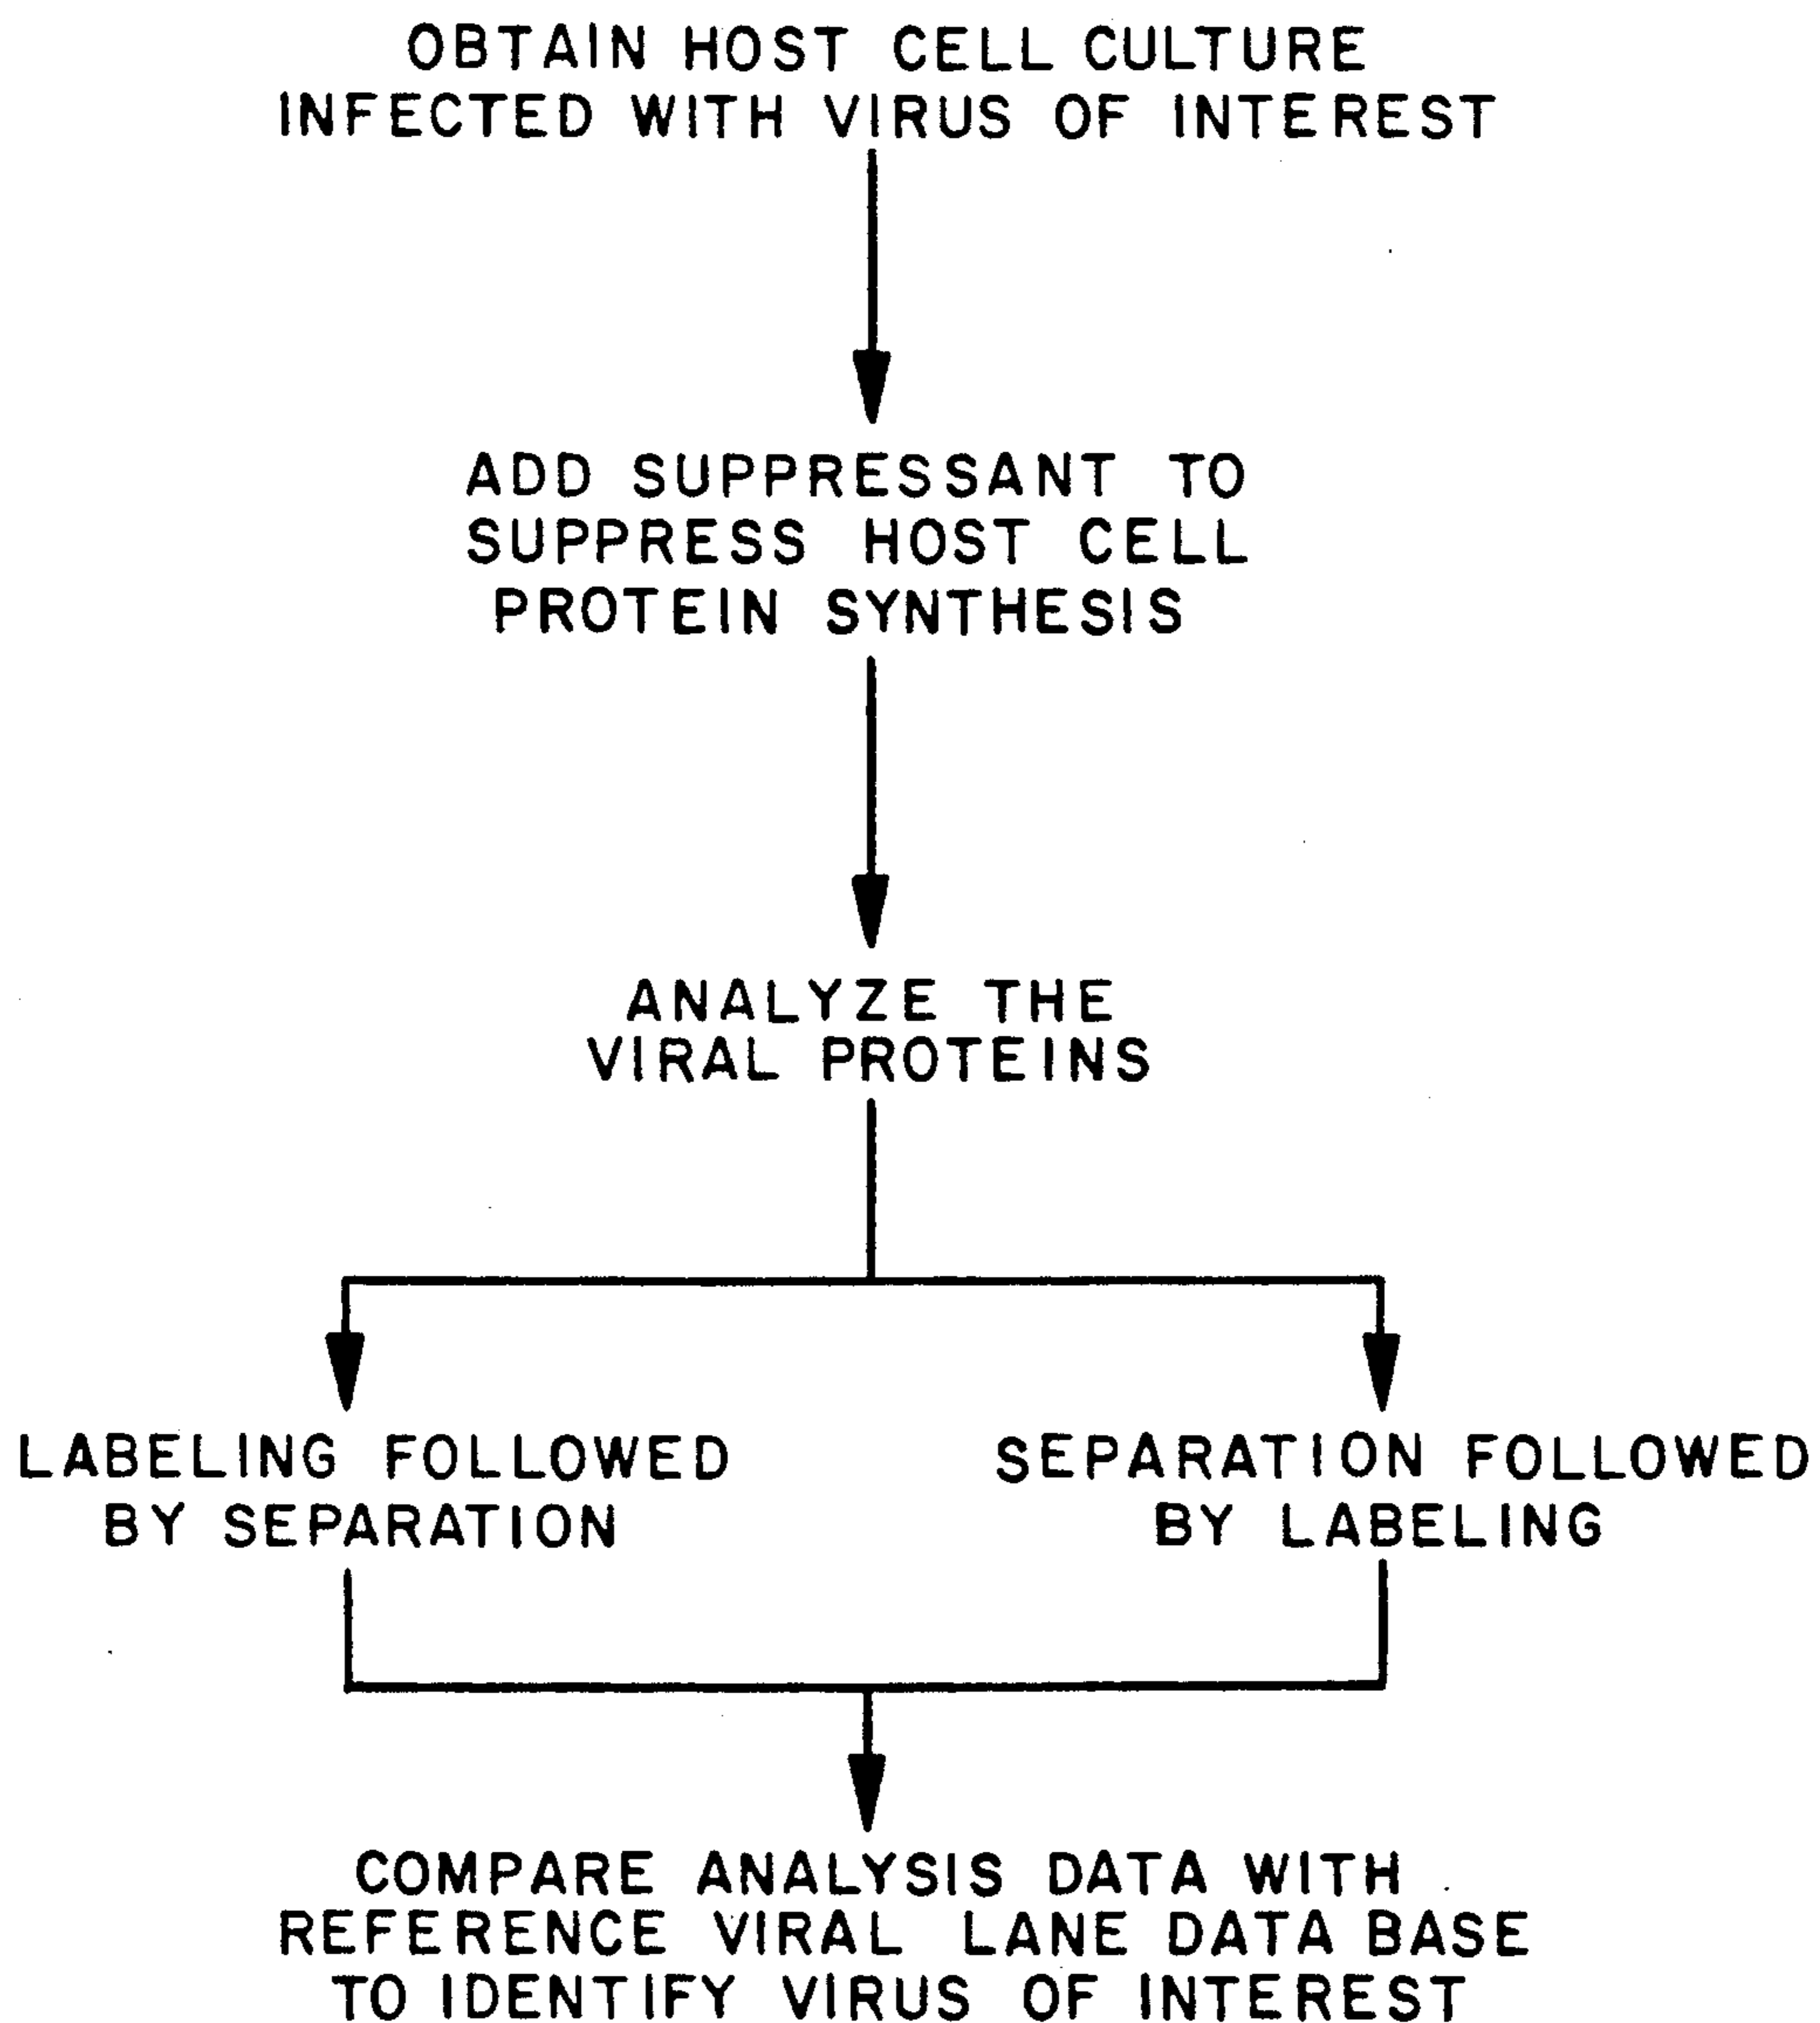 OBTAIN HOST CELL CULTURE
INFECTED WITH VIRUS OF INTEREST
ADD SUPPRESSANT TO
SUPPRESS HOST CELL
PROTEIN SYNTHESIS
ANALYZE THE
VIRAL PROTEINS
LABELING FOLLOWED
BY SEPARATION
SEPARATION FOLLOWED
BY LABELING
COMPARE ANALYSIS DATA WITH
REFERENCE VIRAL LANE DATA BASE
TO IDENTIFY VIRUS OF INTEREST